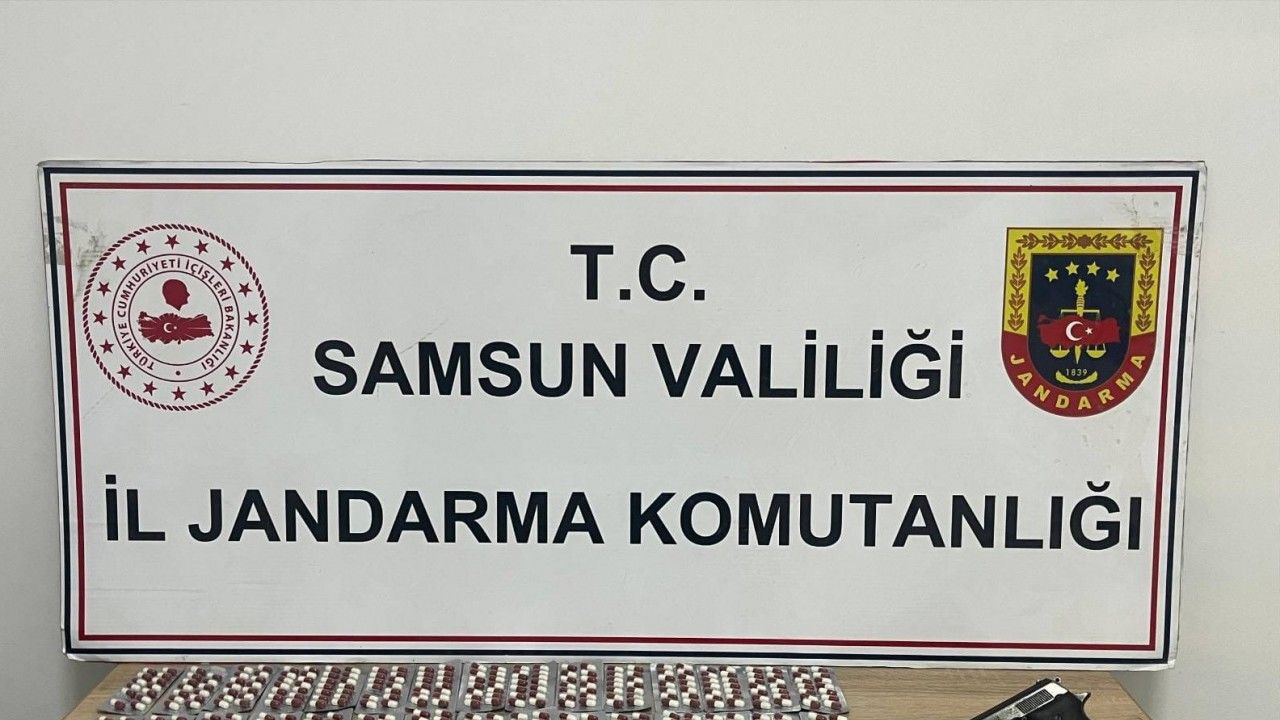 TÜRKİYE CUMHURİYETİ İÇİŞLERİ BAKANLIĞI
T.C.
SAMSUN VALİLİĞİ
İL JANDARMA KOMUTANLIĞI
1839
JANDARMA